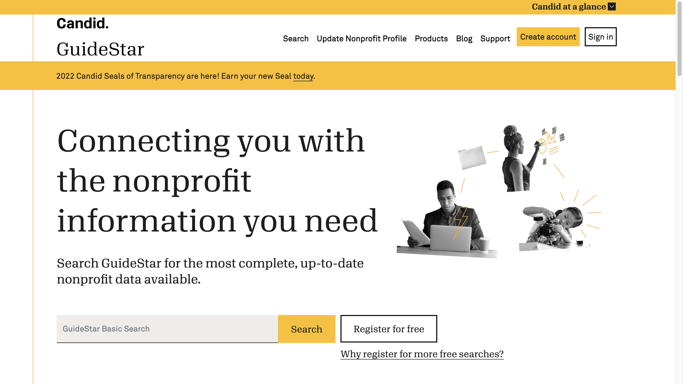 Candid at a glance
Candid.
GuideStar
Search Update Nonprofit Profile Products Blog Support Create account Sign in
2022 Candid Seals of Transparency are here! Earn your new Seal today.
Connecting you with
the nonprofit
information you need
Search GuideStar for the most complete, up-to-date
nonprofit data available.
GuideStar Basic Search
Search
Register for free
Why register for more free searches?